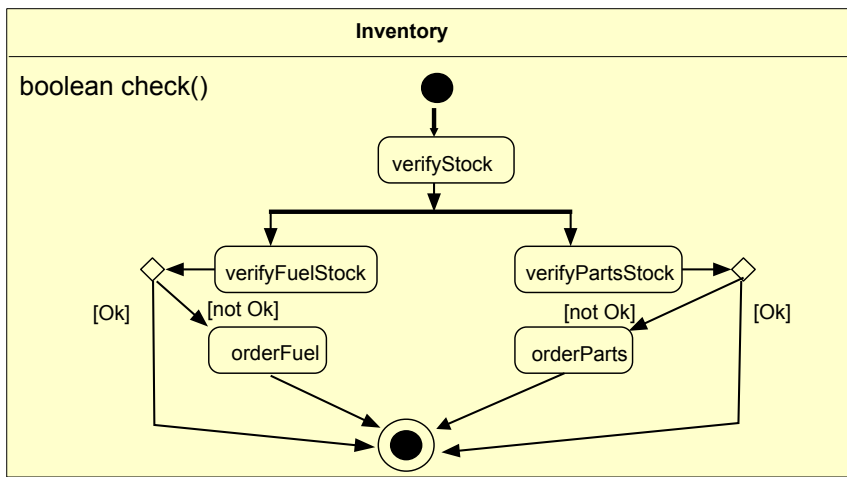 Inventory
boolean check()
verifyStock
verifyFuelStock
verifyPartsStock
[Ok]
[not Ok]
[not Ok]
[Ok]
orderFuel
orderParts